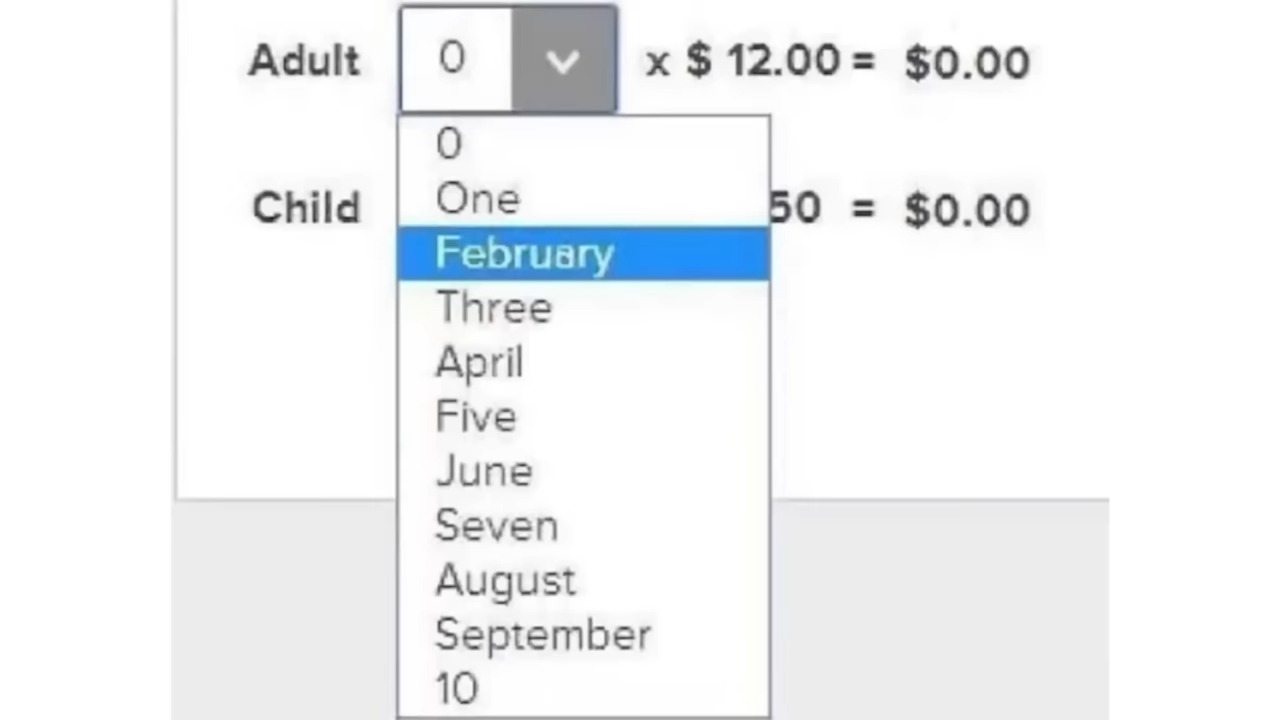 Adult 0 x $ 12.00 = $0.00
0
One
Child 50 = $0.00
February
Three
April
Five
June
Seven
August
September
10